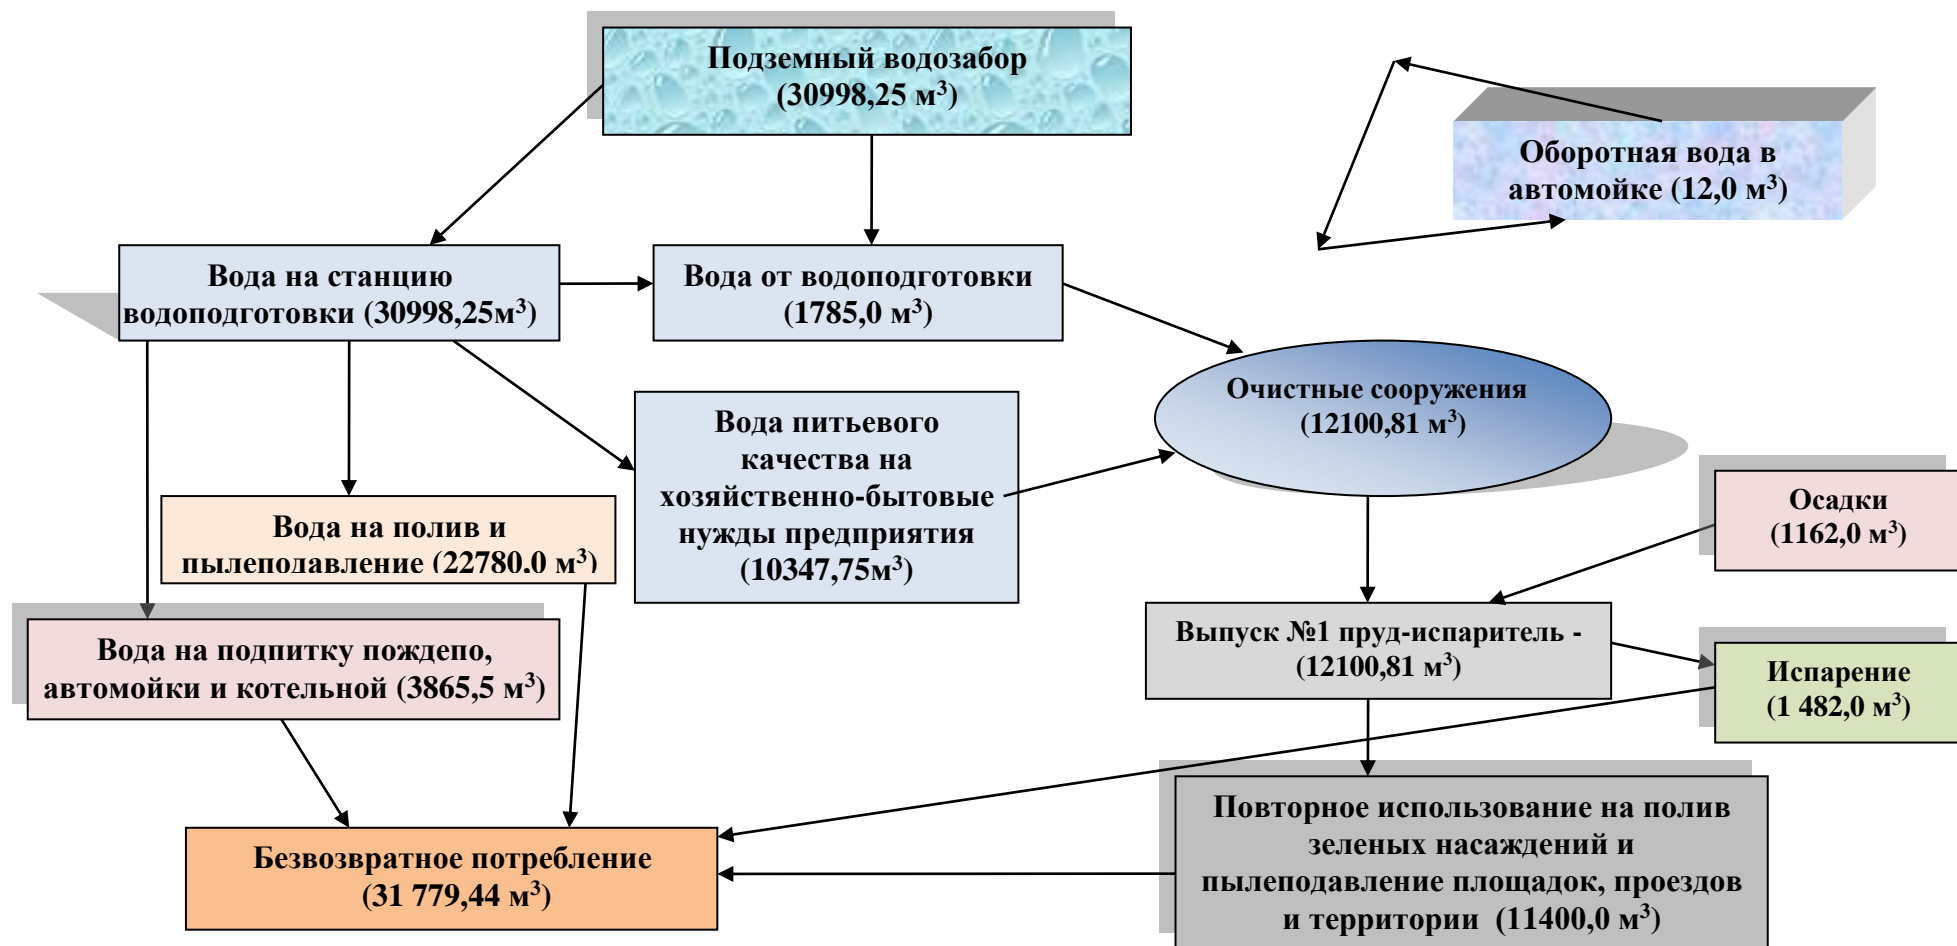 Подземный водозабор
(30998,25 м³)
Оборотная вода в
автомойке (12,0 м³)
Вода на станцию
водоподготовки (30998,25м³)
Вода от водоподготовки
(1785,0 м³)
Очистные сооружения
(12100,81 м³)
Вода питьевого
качества на
хозяйственно-бытовые
нужды предприятия
(10347,75м³)
Осадки
(1162,0 м³)
Вода на полив и
пылеподавление (22780,0 м³)
Выпуск №1 пруд-испаритель -
(12100,81 м³)
Вода на подпитку пождепо,
автомойки и котельной (3865,5 м³)
Испарение
(1 482,0 м³)
Безвозвратное потребление
(31 779,44 м³)
Повторное использование на полив
зеленых насаждений и
пылеподавление площадок, проездов
и территории (11400,0 м³)